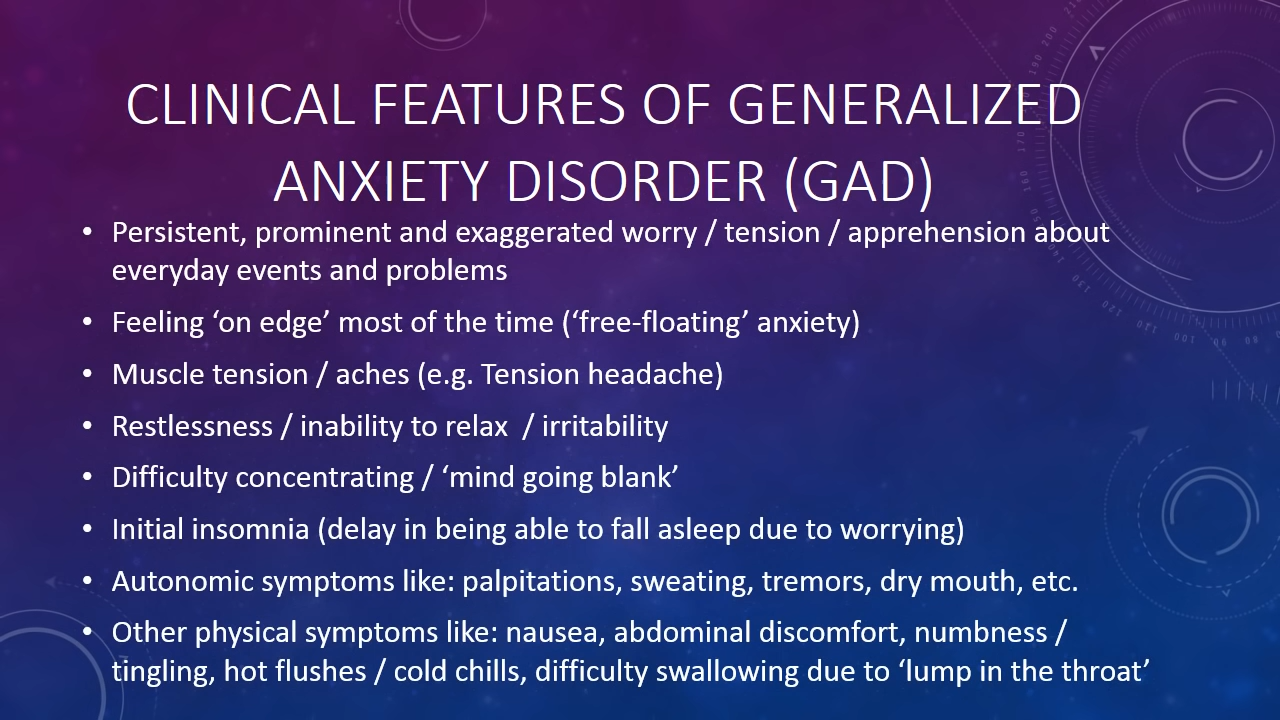 CLINICAL FEATURES OF GENERALIZED
ANXIETY DISORDER (GAD)
• Persistent, prominent and exaggerated worry / tension / apprehension about
everyday events and problems
• Feeling ‘on edge’ most of the time (‘free-floating’ anxiety)
• Muscle tension / aches (e.g. Tension headache)
• Restlessness / inability to relax  / irritability
• Difficulty concentrating / ‘mind going blank’
• Initial insomnia (delay in being able to fall asleep due to worrying)
• Autonomic symptoms like: palpitations, sweating, tremors, dry mouth, etc.
• Other physical symptoms like: nausea, abdominal discomfort, numbness /
tingling, hot flushes / cold chills, difficulty swallowing due to ‘lump in the throat’